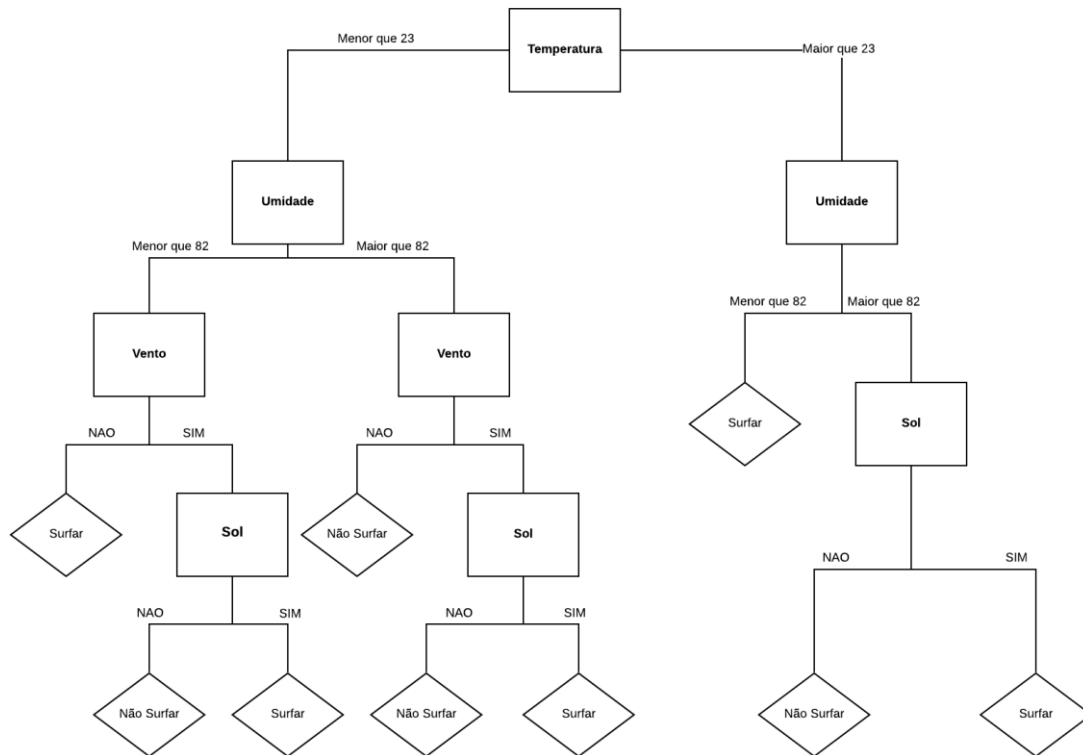 Menor que 23
Temperatura
Maior que 23
Umidade
Umidade
Menor que 82
Maior que 82
Menor que 82
Maior que 82
Vento
Vento
Surfar
Sol
NAO
SIM
NAO
SIM
Surfar
Sol
Não Surfar
Sol
NAO
SIM
NAO
SIM
NAO
SIM
Não Surfar
Surfar
Não Surfar
Surfar
Não Surfar
Surfar